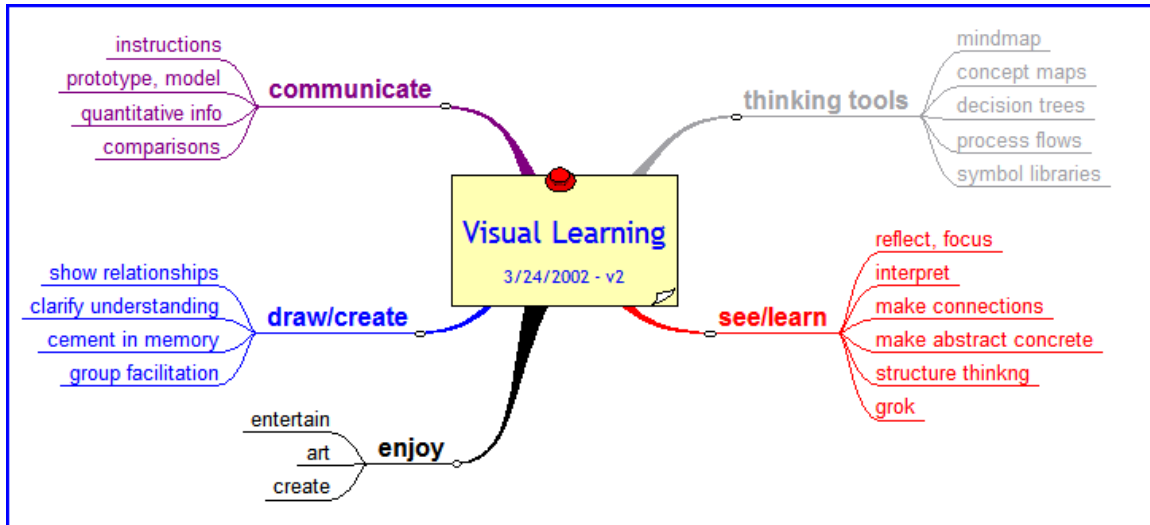 Visual Learning
3/24/2002 - v2
communicate
instructions
prototype, model
quantitative info
comparisons
thinking tools
mindmap
concept maps
decision trees
process flows
symbol libraries
draw/create
show relationships
clarify understanding
cement in memory
group facilitation
see/learn
reflect, focus
interpret
make connections
make abstract concrete
structure thinkng
grok
enjoy
entertain
art
create